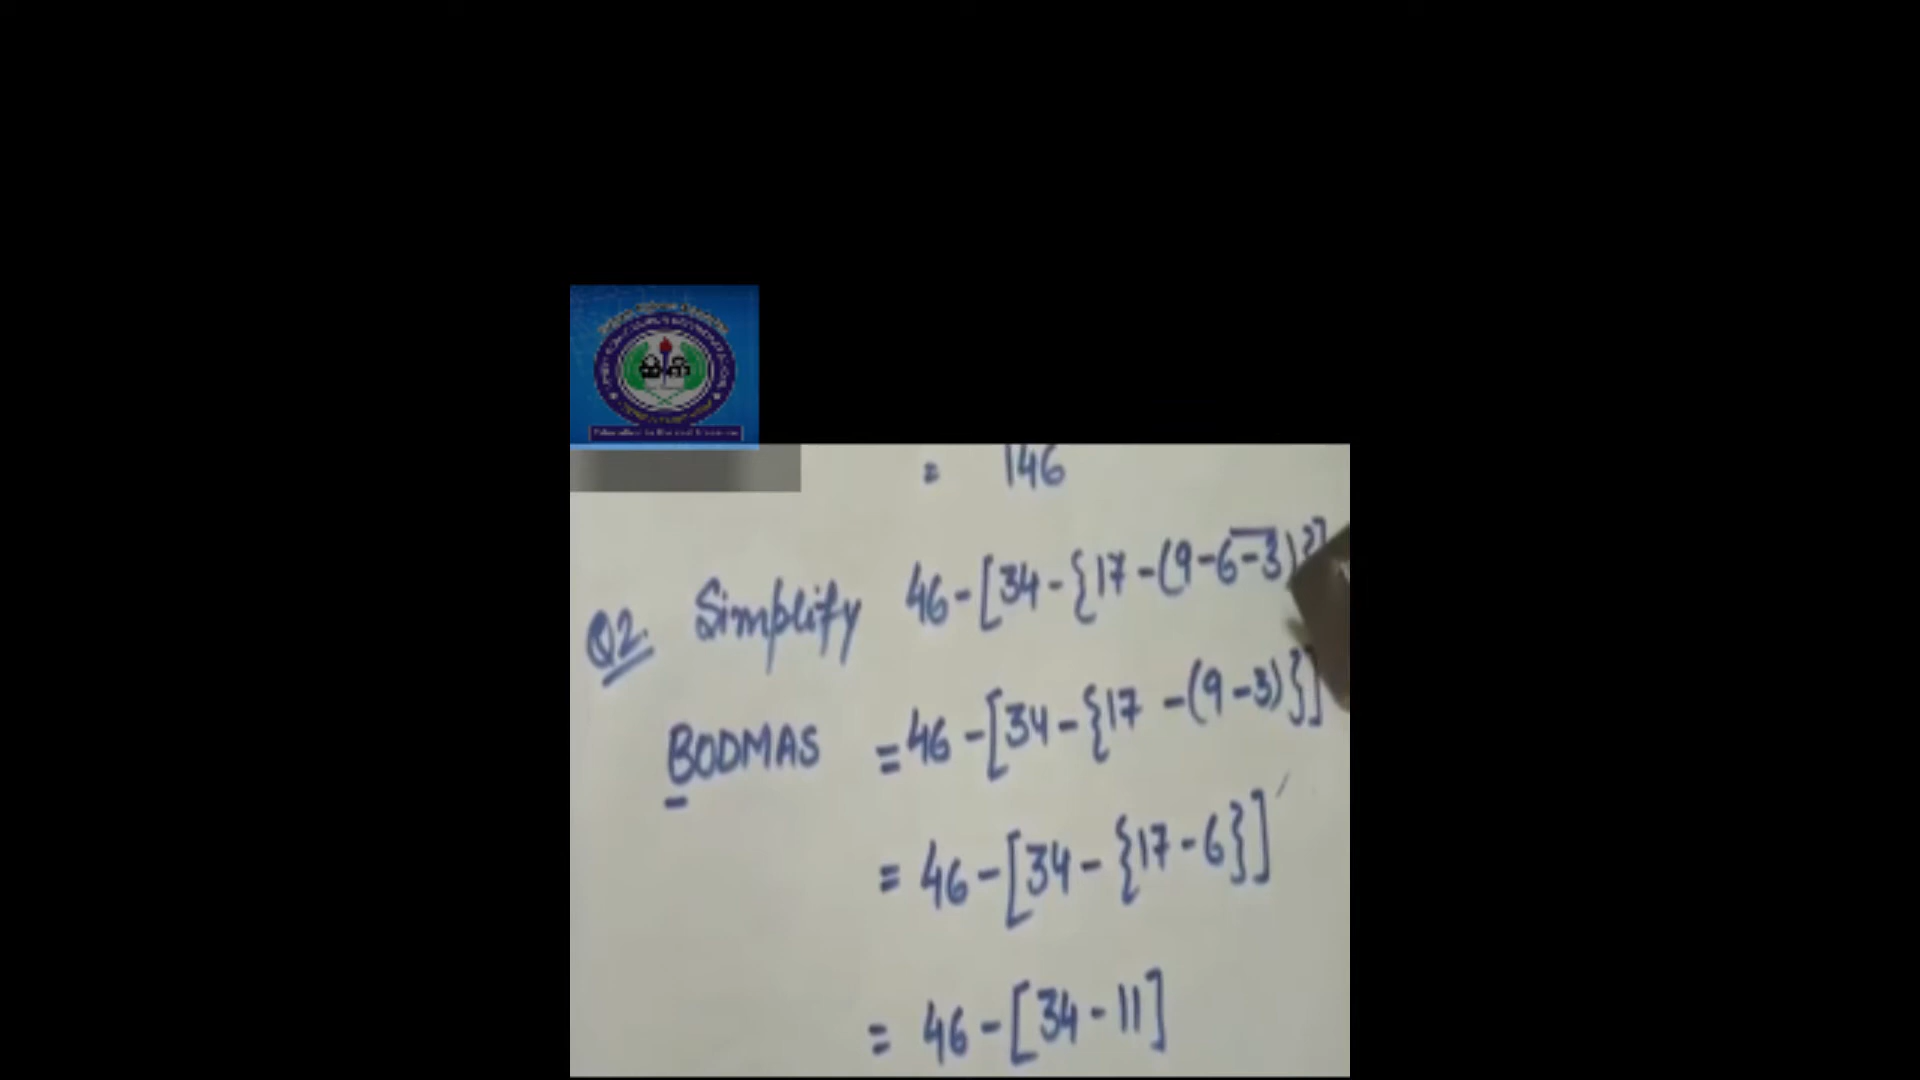 = 146
Q2. Simplify 46-[34-{17-(9-6̅-̅3̅)}]
BODMAS =46-[34-{17-(9-3)}]
= 46-[34-{17-6}]
= 46-[34-11]